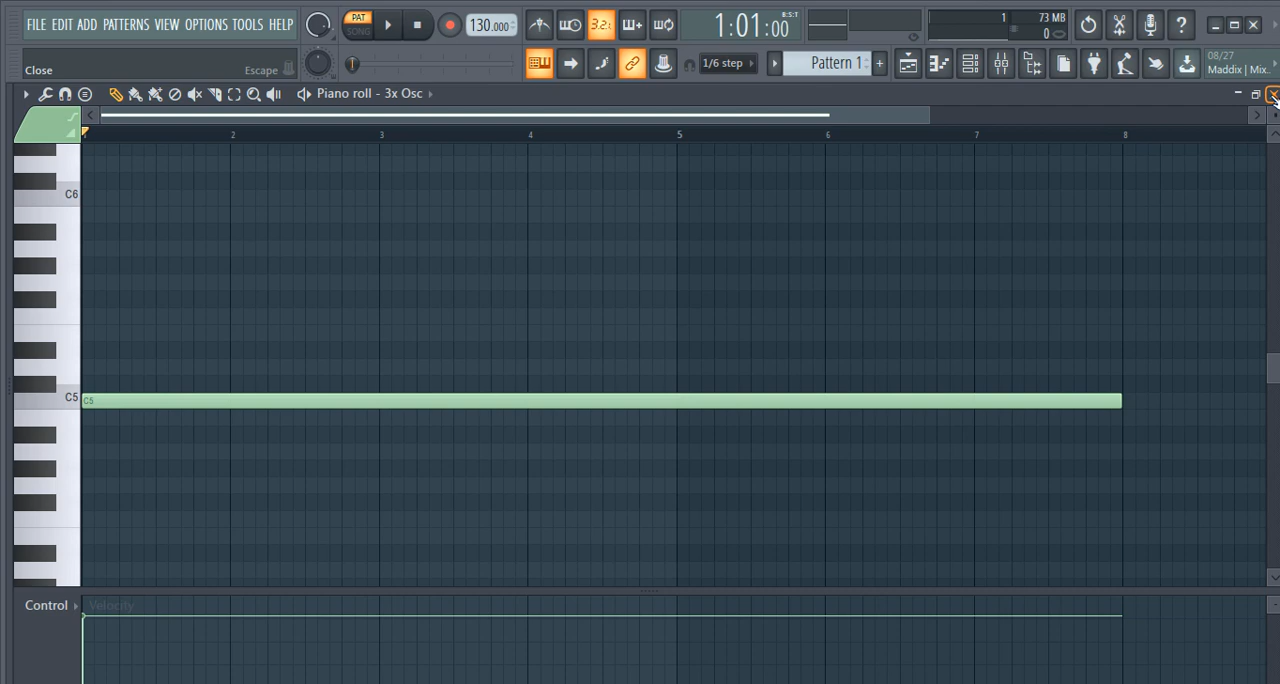 FILE EDIT ADD PATTERNS VIEW OPTIONS TOOLS HELP
PAT
SONG
130.000
3.2.1
1:01:00
B:S:T
1
73 MB
0
Close
Escape
1/6 step
Pattern 1
+
08/27
Maddix | Mix..
Piano roll - 3x Osc
2 3 4 5 6 7 8
C6
C5
C5
Control
Velocity